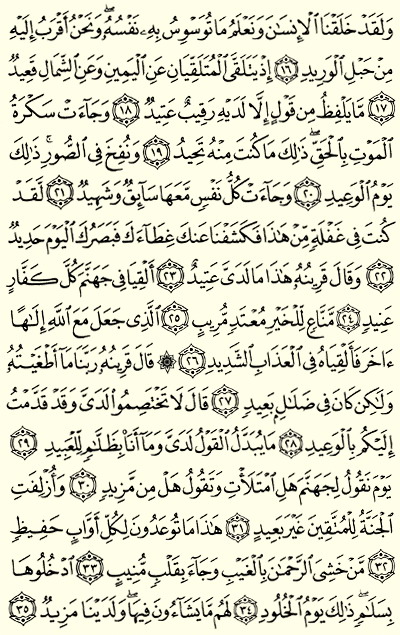 وَلَقَدْ خَلَقْنَا ٱلْإِنسَٰنَ وَنَعْلَمُ مَا تُوَسْوِسُ بِهِۦ نَفْسُهُۥ ۖ وَنَحْنُ أَقْرَبُ إِلَيْهِ
مِنْ حَبْلِ ٱلْوَرِيدِ ١٦ إِذْ يَتَلَقَّى ٱلْمُتَلَقِّيَانِ عَنِ ٱلْيَمِينِ وَعَنِ ٱلشِّمَالِ قَعِيدٌ
١٧ مَّا يَلْفِظُ مِن قَوْلٍ إِلَّا لَدَيْهِ رَقِيبٌ عَتِيدٌ ١٨ وَجَآءَتْ سَكْرَةُ
ٱلْمَوْتِ بِٱلْحَقِّ ۖ ذَٰلِكَ مَا كُنتَ مِنْهُ تَحِيدُ ١٩ وَنُفِخَ فِى ٱلصُّورِ ۚ ذَٰلِكَ
يَوْمُ ٱلْوَعِيدِ ٢٠ وَجَآءَتْ كُلُّ نَفْسٍ مَّعَهَا سَآئِقٌ وَشَهِيدٌ ٢١ لَّقَدْ
كُنتَ فِى غَفْلَةٍ مِّنْ هَٰذَا فَكَشَفْنَا عَنكَ غِطَآءَكَ فَبَصَرُكَ ٱلْيَوْمَ حَدِيدٌ
٢٢ وَقَالَ قَرِينُهُۥ هَٰذَا مَا لَدَىَّ عَتِيدٌ ٢٣ أَلْقِيَا فِى جَهَنَّمَ كُلَّ كَفَّارٍ
عَنِيدٍ ٢٤ مَّنَّاعٍ لِّلْخَيْرِ مُعْتَدٍ مُّرِيبٍ ٢٥ ٱلَّذِى جَعَلَ مَعَ ٱللَّهِ إِلَٰهًا
ءَاخَرَ فَأَلْقِيَاهُ فِى ٱلْعَذَابِ ٱلشَّدِيدِ ٢٦ ۞ قَالَ قَرِينُهُۥ رَبَّنَا مَآ أَطْغَيْتُهُۥ
وَلَٰكِن كَانَ فِى ضَلَٰلٍۭ بَعِيدٍ ٢٧ قَالَ لَا تَخْتَصِمُوا۟ لَدَىَّ وَقَدْ قَدَّمْتُ
إِلَيْكُم بِٱلْوَعِيدِ ٢٨ مَا يُبَدَّلُ ٱلْقَوْلُ لَدَىَّ وَمَآ أَنَا۠ بِظَلَّٰمٍ لِّلْعَبِيدِ ٢٩
يَوْمَ نَقُولُ لِجَهَنَّمَ هَلِ ٱمْتَلَأْتِ وَتَقُولُ هَلْ مِن مَّزِيدٍ ٣٠ وَأُزْلِفَتِ
ٱلْجَنَّةُ لِلْمُتَّقِينَ غَيْرَ بَعِيدٍ ٣١ هَٰذَا مَا تُوعَدُونَ لِكُلِّ أَوَّابٍ حَفِيظٍ
٣٢ مَّنْ خَشِىَ ٱلرَّحْمَٰنَ بِٱلْغَيْبِ وَجَآءَ بِقَلْبٍ مُّنِيبٍ ٣٣ ٱدْخُلُوهَا
بِسَلَٰمٍ ۖ ذَٰلِكَ يَوْمُ ٱلْخُلُودِ ٣٤ لَهُم مَّا يَشَآءُونَ فِيهَا ۖ وَلَدَيْنَا مَزِيدٌ ٣٥